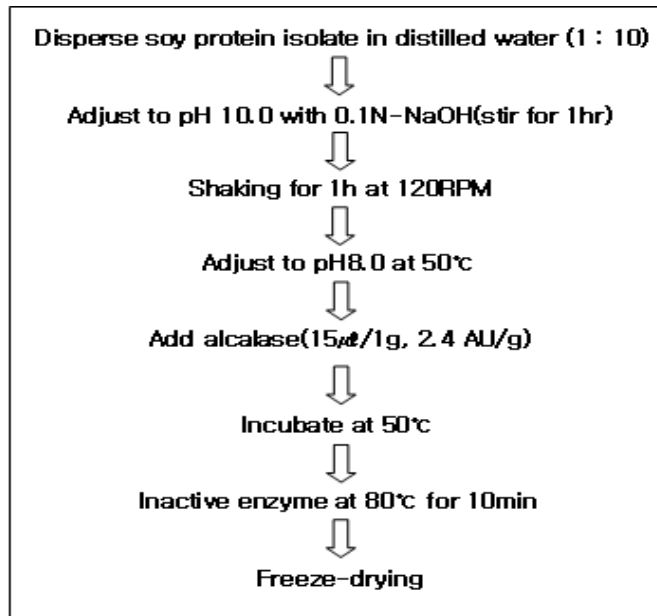 Disperse soy protein isolate in distilled water (1 : 10)
Adjust to pH 10.0 with 0.1N-NaOH(stir for 1hr)
Shaking for 1h at 120RPM
Adjust to pH8.0 at 50℃
Add alcalase(15㎕/1g, 2.4 AU/g)
Incubate at 50℃
Inactive enzyme at 80℃ for 10min
Freeze-drying